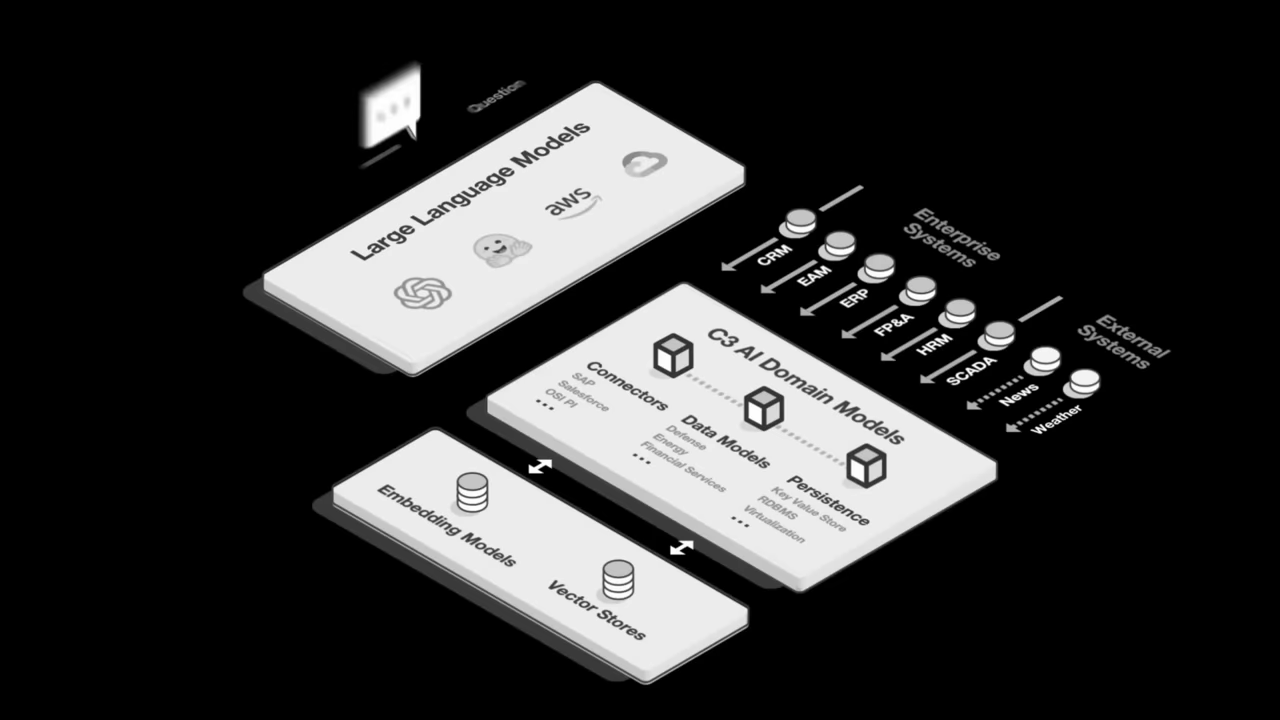 Question
Large Language Models
aws
Enterprise
Systems
CRM
EAM
ERP
FP&A
HRM
SCADA
External
Systems
News
Weather
C3 AI Domain Models
Connectors
SAP
Salesforce
OSI PI
...
Data Models
Defense
Energy
Financial Services
...
Persistence
Key Value Store
RDBMS
Virtualization
...
Embedding Models
Vector Stores